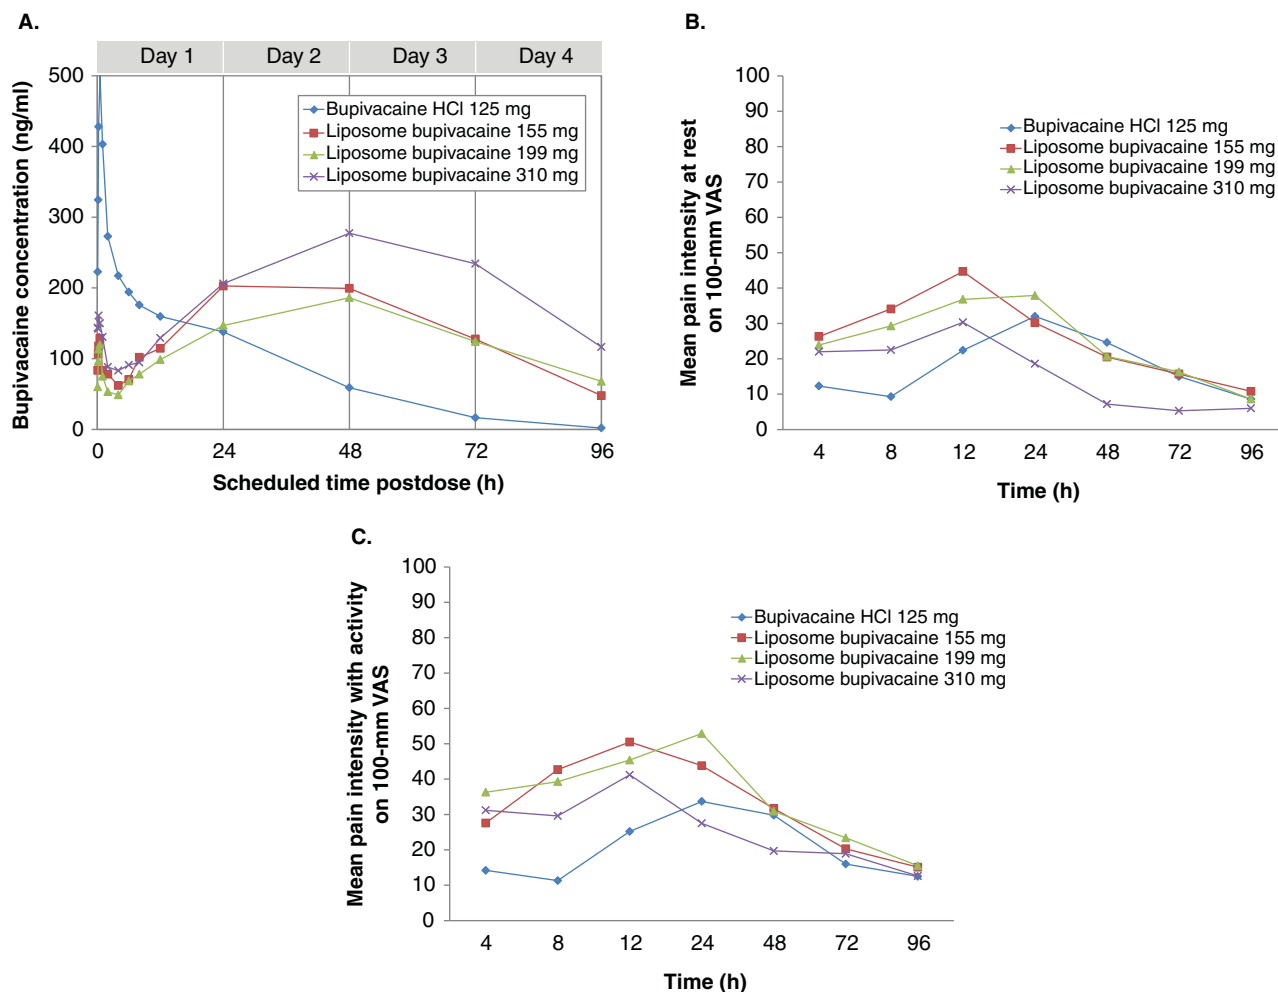 A.
Day 1 Day 2 Day 3 Day 4
Bupivacaine concentration (ng/ml)
500
400
300
200
100
0
Bupivacaine HCl 125 mg
Liposome bupivacaine 155 mg
Liposome bupivacaine 199 mg
Liposome bupivacaine 310 mg
0 24 48 72 96
Scheduled time postdose (h)
B.
Mean pain intensity at rest
on 100-mm VAS
100
90
80
70
60
50
40
30
20
10
0
Bupivacaine HCl 125 mg
Liposome bupivacaine 155 mg
Liposome bupivacaine 199 mg
Liposome bupivacaine 310 mg
4 8 12 24 48 72 96
Time (h)
C.
Mean pain intensity with activity
on 100-mm VAS
100
90
80
70
60
50
40
30
20
10
0
Bupivacaine HCl 125 mg
Liposome bupivacaine 155 mg
Liposome bupivacaine 199 mg
Liposome bupivacaine 310 mg
4 8 12 24 48 72 96
Time (h)